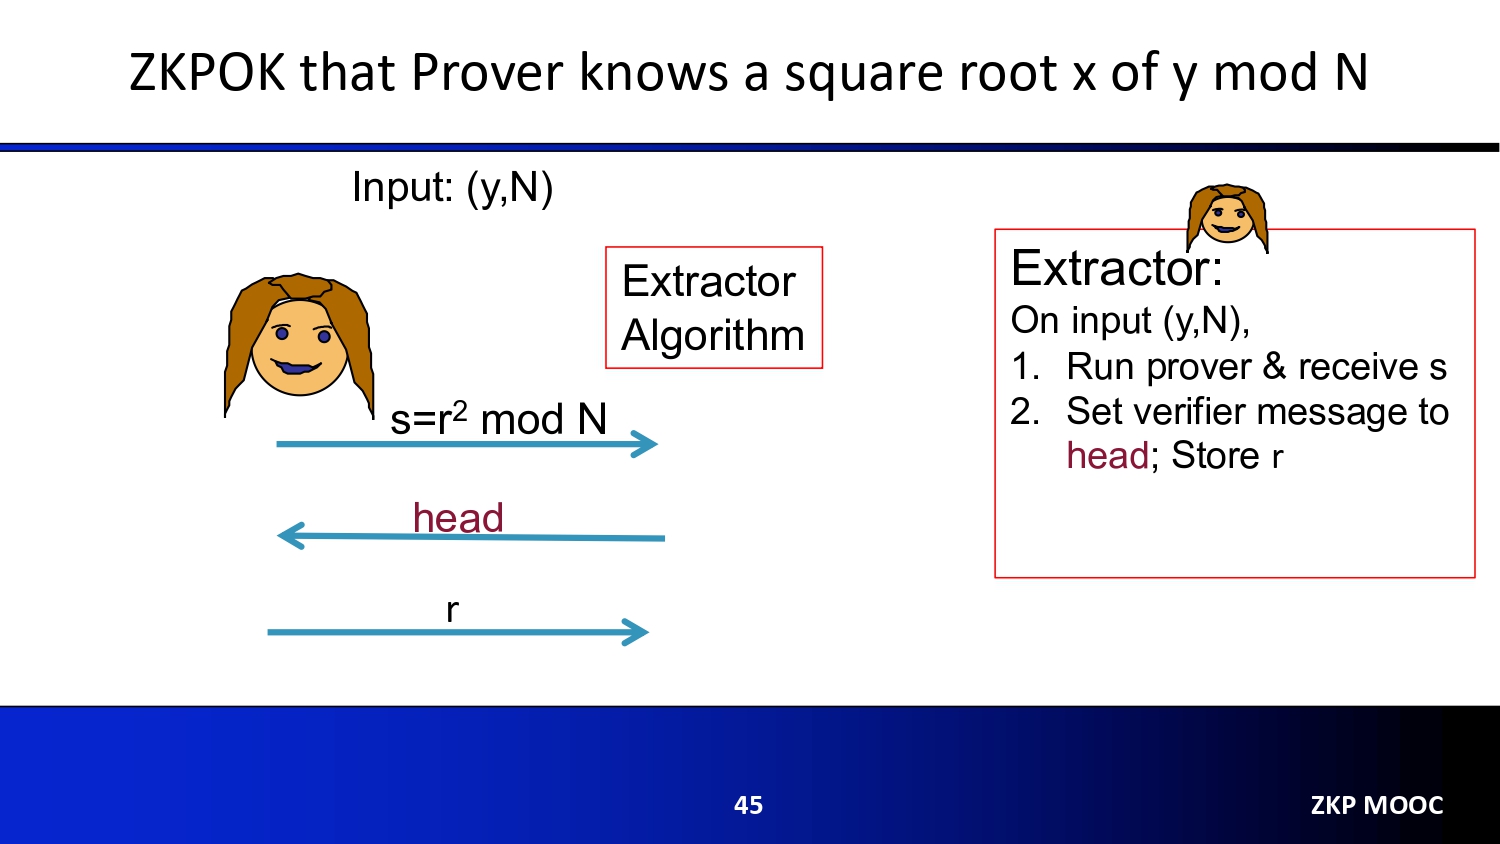 ZKPOK that Prover knows a square root x of y mod N
Input: (y,N)
Extractor
Algorithm
s=r² mod N
head
r
Extractor:
On input (y,N),
1. Run prover & receive s
2. Set verifier message to
head; Store r
45
ZKP MOOC